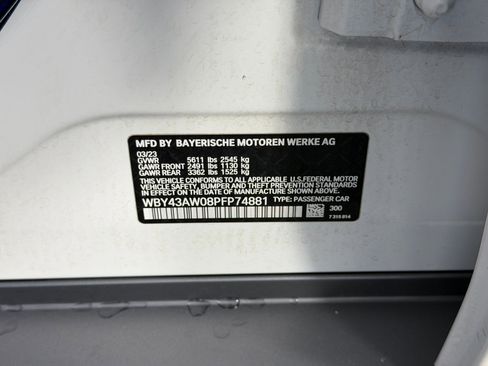 MFD BY BAYERISCHE MOTOREN WERKE AG
03/23
GVWR 5611 lbs 2545 kg
GAWR FRONT 2491 lbs 1130 kg
GAWR REAR 3362 lbs 1525 kg
THIS VEHICLE CONFORMS TO ALL APPLICABLE U.S. FEDERAL MOTOR
VEHICLE SAFETY, BUMPER, AND THEFT PREVENTION STANDARDS IN EFFECT ON THE
DATE OF MANUFACTURE SHOWN ABOVE.
WBY43AW08PFP74881 TYPE: PASSENGER CAR
300
7 315 814